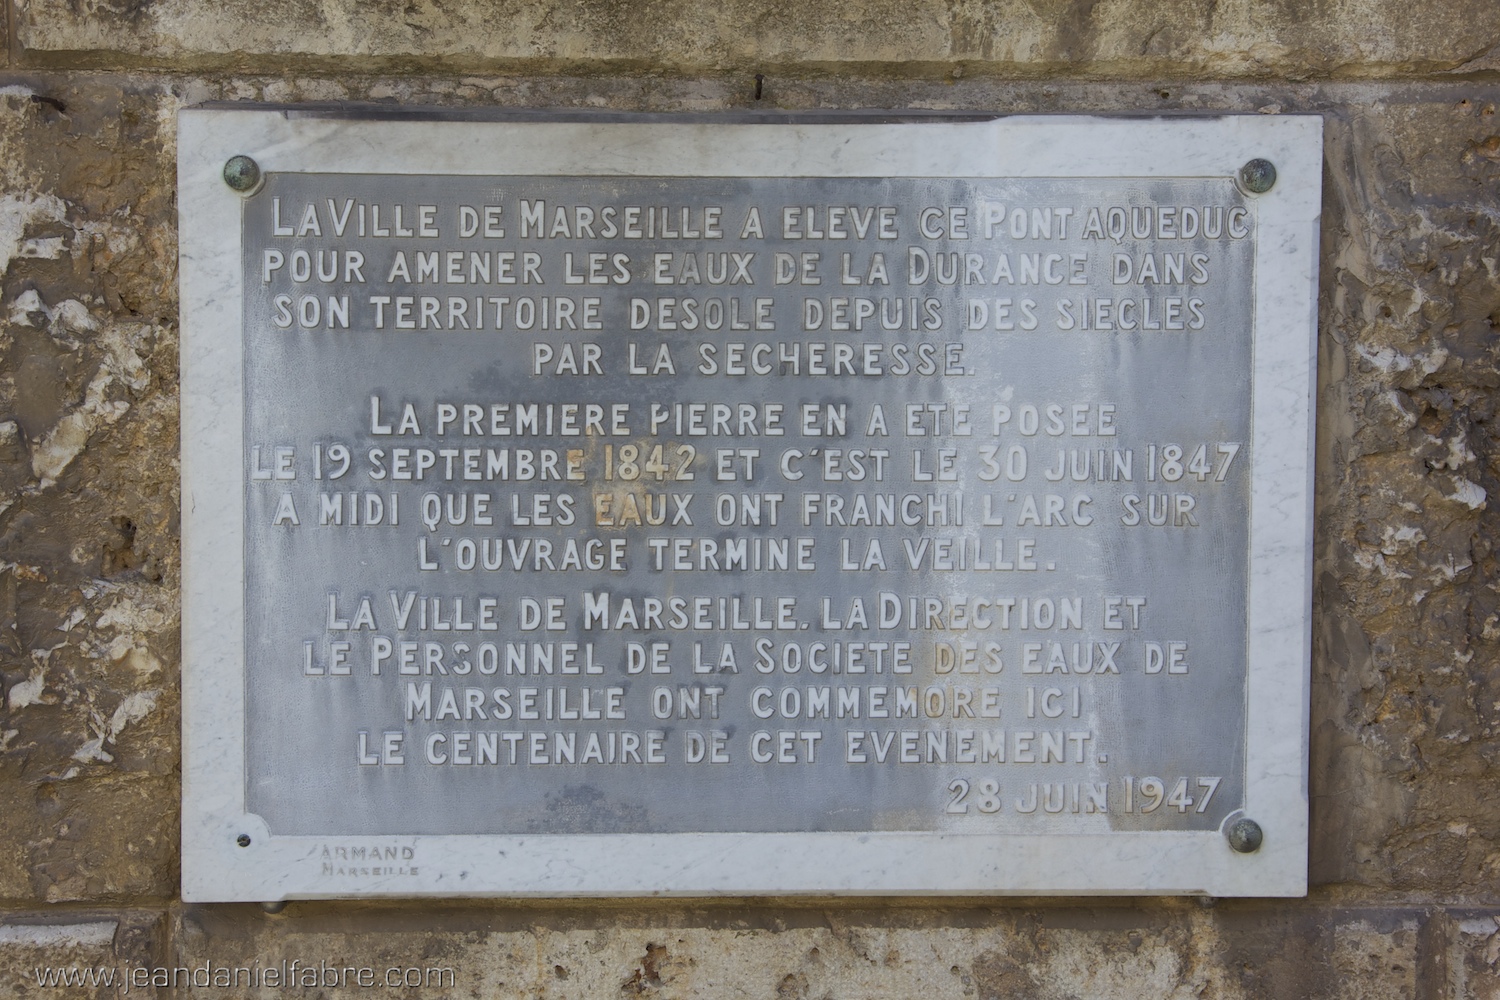 LA VILLE DE MARSEILLE A ELEVE CE PONT AQUEDUC
POUR AMENER LES EAUX DE LA DURANCE DANS
SON TERRITOIRE DESOLE DEPUIS DES SIECLES
PAR LA SECHERESSE.
LA PREMIERE PIERRE EN A ETE POSEE
LE 19 SEPTEMBRE 1842 ET C'EST LE 30 JUIN 1847
A MIDI QUE LES EAUX ONT FRANCHI L'ARC SUR
L'OUVRAGE TERMINE LA VEILLE.
LA VILLE DE MARSEILLE. LA DIRECTION ET
LE PERSONNEL DE LA SOCIETE DES EAUX DE
MARSEILLE ONT COMMEMORE ICI
LE CENTENAIRE DE CET EVENEMENT.
28 JUIN 1947
ARMAND
MARSEILLE
www.jeandanielfabre.com